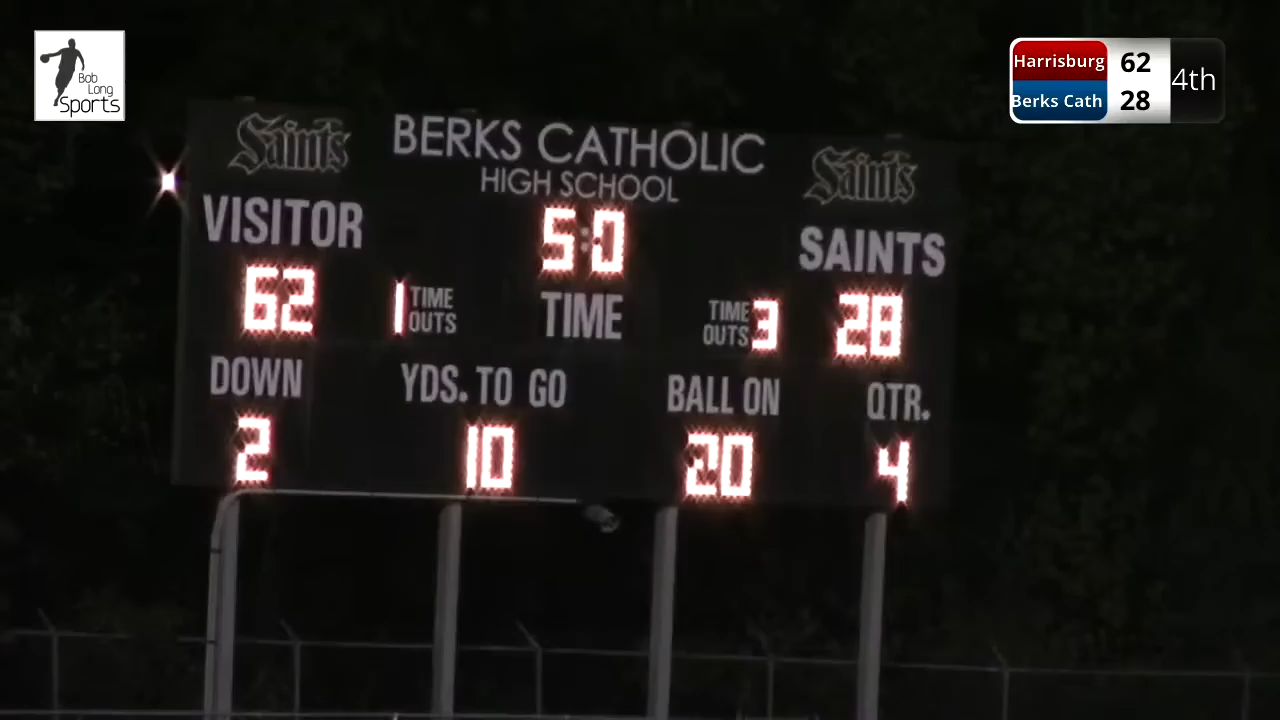 Bob
Long
Sports
Harrisburg 62
Berks Cath 28
4th
Saints
BERKS CATHOLIC
HIGH SCHOOL
Saints
VISITOR
5:0
SAINTS
62
1 TIME OUTS
TIME
TIME OUTS 3
28
DOWN
YDS. TO GO
BALL ON
QTR.
2
10
20
4